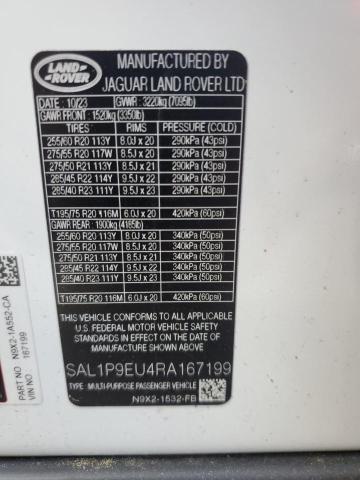 LAND ROVER
MANUFACTURED BY
JAGUAR LAND ROVER LTD
DATE : 10/23 GVWR : 3220kg (7095lb)
GAWR FRONT : 1520kg (3350lb)
TIRES RIMS PRESSURE (COLD)
255/60 R20 113Y 8.0J x 20 290kPa (43psi)
275/55 R20 117W 8.5J x 20 290kPa (43psi)
275/50 R21 113Y 8.5J x 21 290kPa (43psi)
285/45 R22 114Y 9.5J x 22 290kPa (43psi)
285/40 R23 111Y 9.5J x 23 290kPa (43psi)
T195/75 R20 116M 6.0J x 20 420kPa (60psi)
GAWR REAR : 1900kg (4185lb)
255/60 R20 113Y 8.0J x 20 340kPa (50psi)
275/55 R20 117W 8.5J x 20 340kPa (50psi)
275/50 R21 113Y 8.5J x 21 340kPa (50psi)
285/45 R22 114Y 9.5J x 22 340kPa (50psi)
285/40 R23 111Y 9.5J x 23 340kPa (50psi)
T195/75 R20 116M 6.0J x 20 420kPa (60psi)
THIS VEHICLE CONFORMS TO ALL APPLICABLE
U.S. FEDERAL MOTOR VEHICLE SAFETY STANDARDS
IN EFFECT ON THE DATE OF MANUFACTURE
SHOWN ABOVE.
SAL1P9EU4RA167199
TYPE : MULTI-PURPOSE PASSENGER VEHICLE
N9X2-1532-FB
PART NO N9X2-1A552-CA
VIN NO 167199